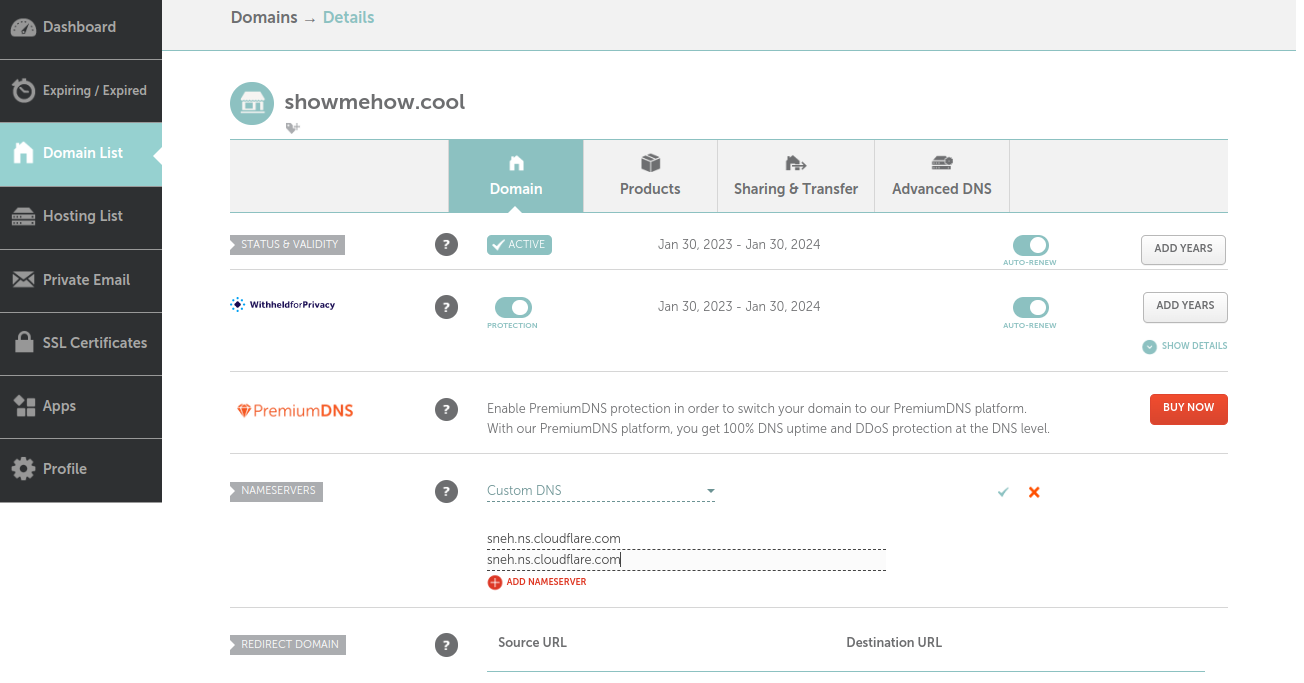 Dashboard
Expiring / Expired
Domain List
Hosting List
Private Email
SSL Certificates
Apps
Profile
Domains → Details
showmehow.cool
Domain
Products
Sharing & Transfer
Advanced DNS
STATUS & VALIDITY
?
ACTIVE
Jan 30, 2023 - Jan 30, 2024
AUTO-RENEW
ADD YEARS
WithheldforPrivacy
?
PROTECTION
Jan 30, 2023 - Jan 30, 2024
AUTO-RENEW
ADD YEARS
SHOW DETAILS
PremiumDNS
?
Enable PremiumDNS protection in order to switch your domain to our PremiumDNS platform.
With our PremiumDNS platform, you get 100% DNS uptime and DDoS protection at the DNS level.
BUY NOW
NAMESERVERS
?
Custom DNS
sneh.ns.cloudflare.com
sneh.ns.cloudflare.com
ADD NAMESERVER
REDIRECT DOMAIN
?
Source URL
Destination URL